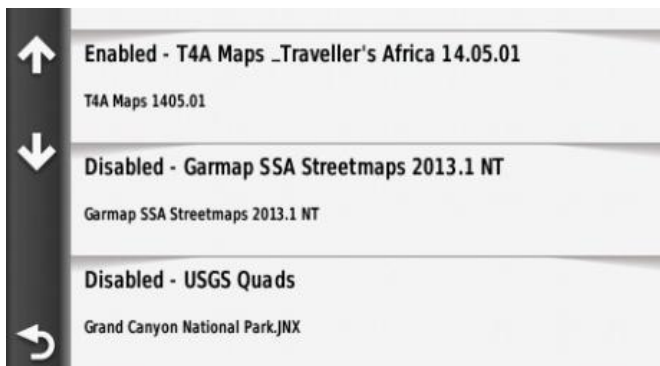 Enabled - T4A Maps _Traveller's Africa 14.05.01
T4A Maps 1405.01
Disabled - Garmap SSA Streetmaps 2013.1 NT
Garmap SSA Streetmaps 2013.1 NT
Disabled - USGS Quads
Grand Canyon National Park.JNX